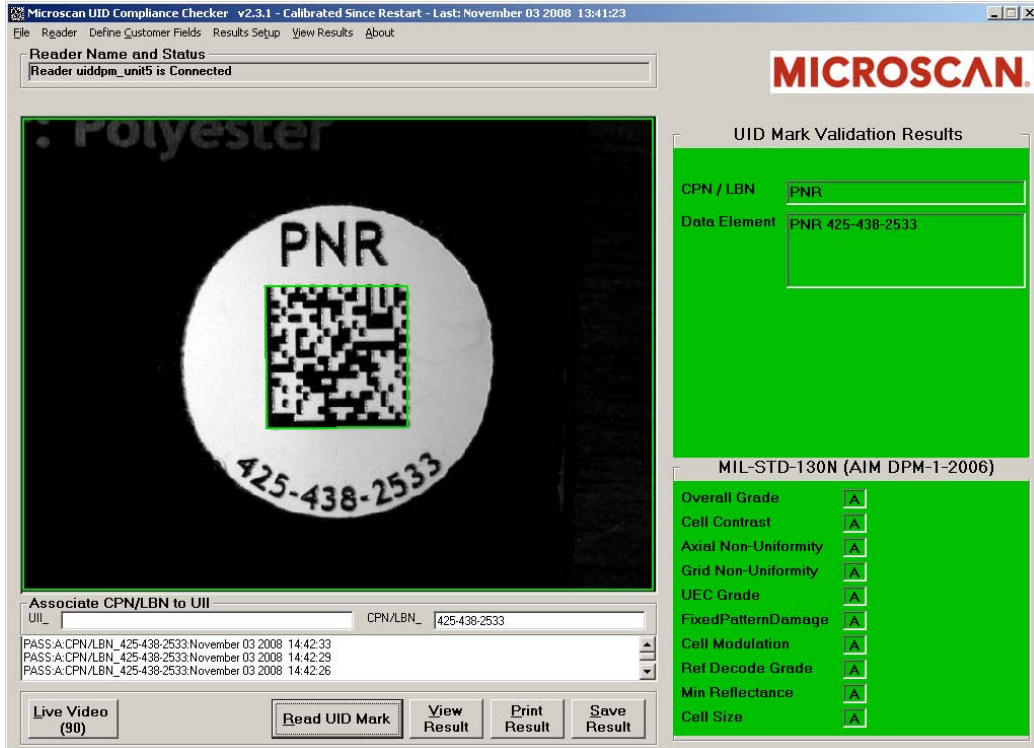 Microscan UID Compliance Checker v2.3.1 - Calibrated Since Restart - Last: November 03 2008 13:41:23
File Reader Define Customer Fields Results Setup View Results About
Reader Name and Status
Reader uiddpm_unit5 is Connected
MICROSCAN.
: Polyester
PNR
425-438-2533
UID Mark Validation Results
CPN / LBN PNR
Data Element PNR 425-438-2533
MIL-STD-130N (AIM DPM-1-2006)
Overall Grade A
Cell Contrast A
Axial Non-Uniformity A
Grid Non-Uniformity A
UEC Grade A
FixedPatternDamage A
Cell Modulation A
Ref Decode Grade A
Min Reflectance A
Cell Size A
Associate CPN/LBN to UII
UII_ CPN/LBN_ 425-438-2533
PASS:A:CPN/LBN_425-438-2533:November 03 2008 14:42:33
PASS:A:CPN/LBN_425-438-2533:November 03 2008 14:42:29
PASS:A:CPN/LBN_425-438-2533:November 03 2008 14:42:26
Live Video (90)
Read UID Mark
View Result
Print Result
Save Result